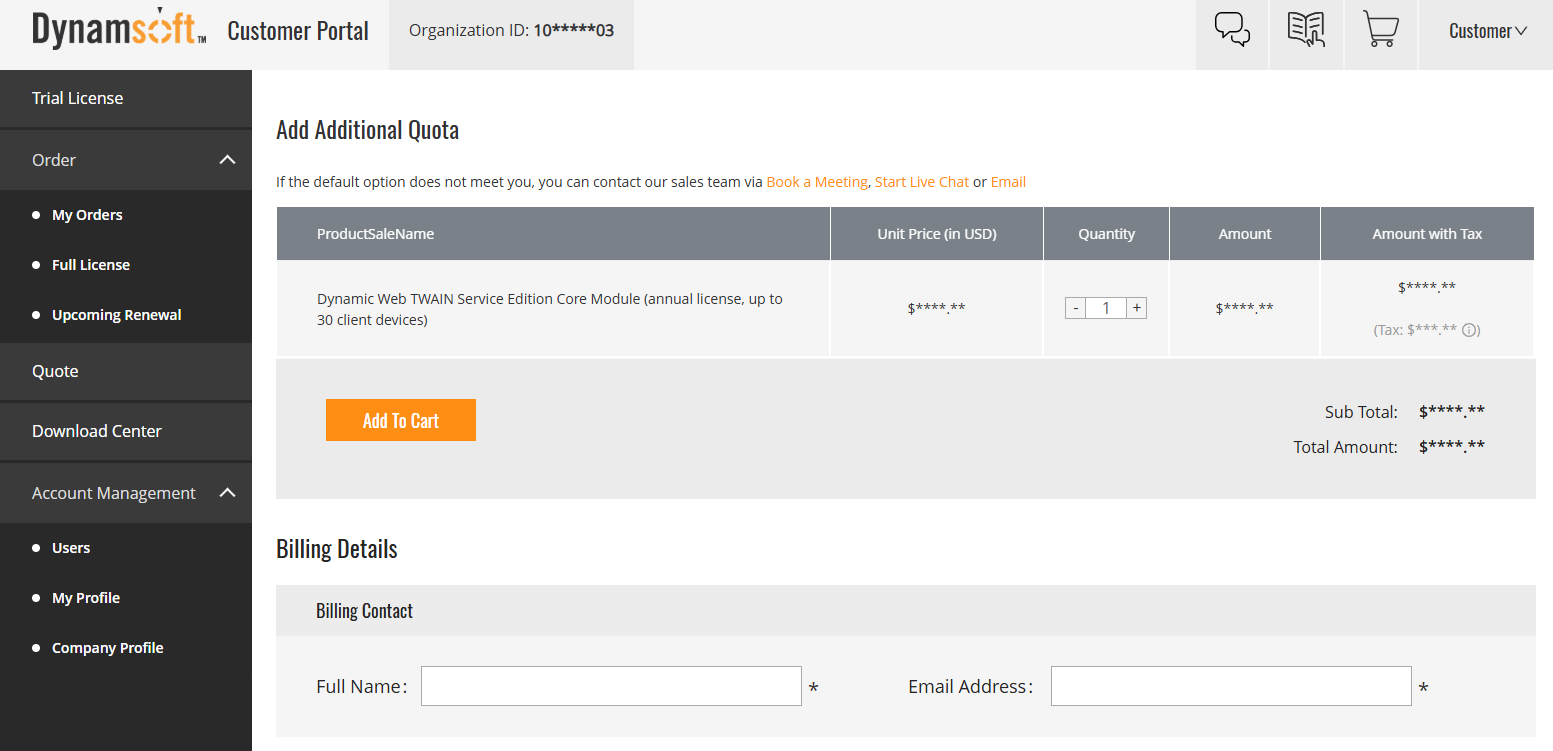 Dynamsoft™ Customer Portal
Organization ID: 10*****03
Customer
Trial License
Order
My Orders
Full License
Upcoming Renewal
Quote
Download Center
Account Management
Users
My Profile
Company Profile
Add Additional Quota
If the default option does not meet you, you can contact our sales team via Book a Meeting, Start Live Chat or Email
ProductSaleName
Unit Price (in USD)
Quantity
Amount
Amount with Tax
Dynamic Web TWAIN Service Edition Core Module (annual license, up to
30 client devices)
$****.**
- 1 +
$****.**
$****.**
(Tax: $***.** ⓘ)
Add To Cart
Sub Total: $****.**
Total Amount: $****.**
Billing Details
Billing Contact
Full Name: *
Email Address: *